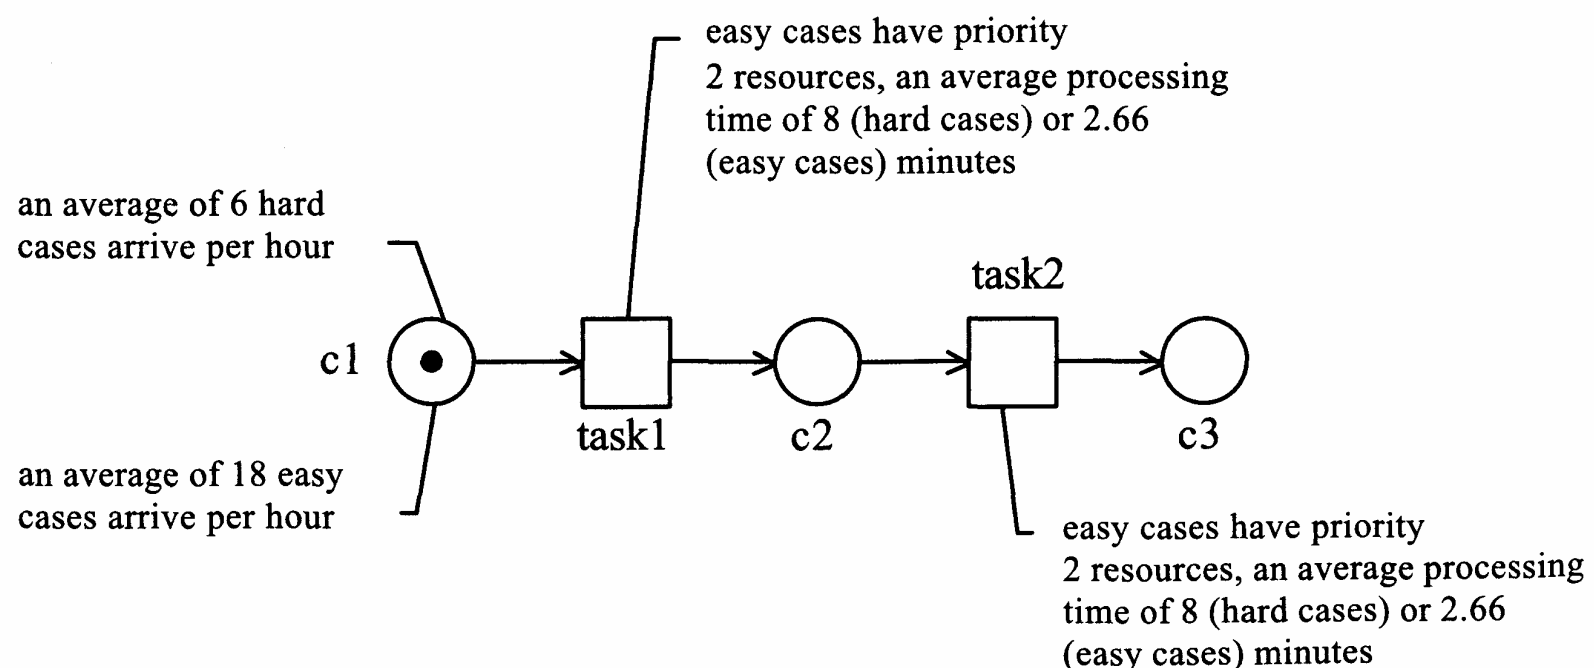 easy cases have priority
2 resources, an average processing
time of 8 (hard cases) or 2.66
(easy cases) minutes
an average of 6 hard
cases arrive per hour
task2
c1
task1
c2
c3
an average of 18 easy
cases arrive per hour
easy cases have priority
2 resources, an average processing
time of 8 (hard cases) or 2.66
(easy cases) minutes